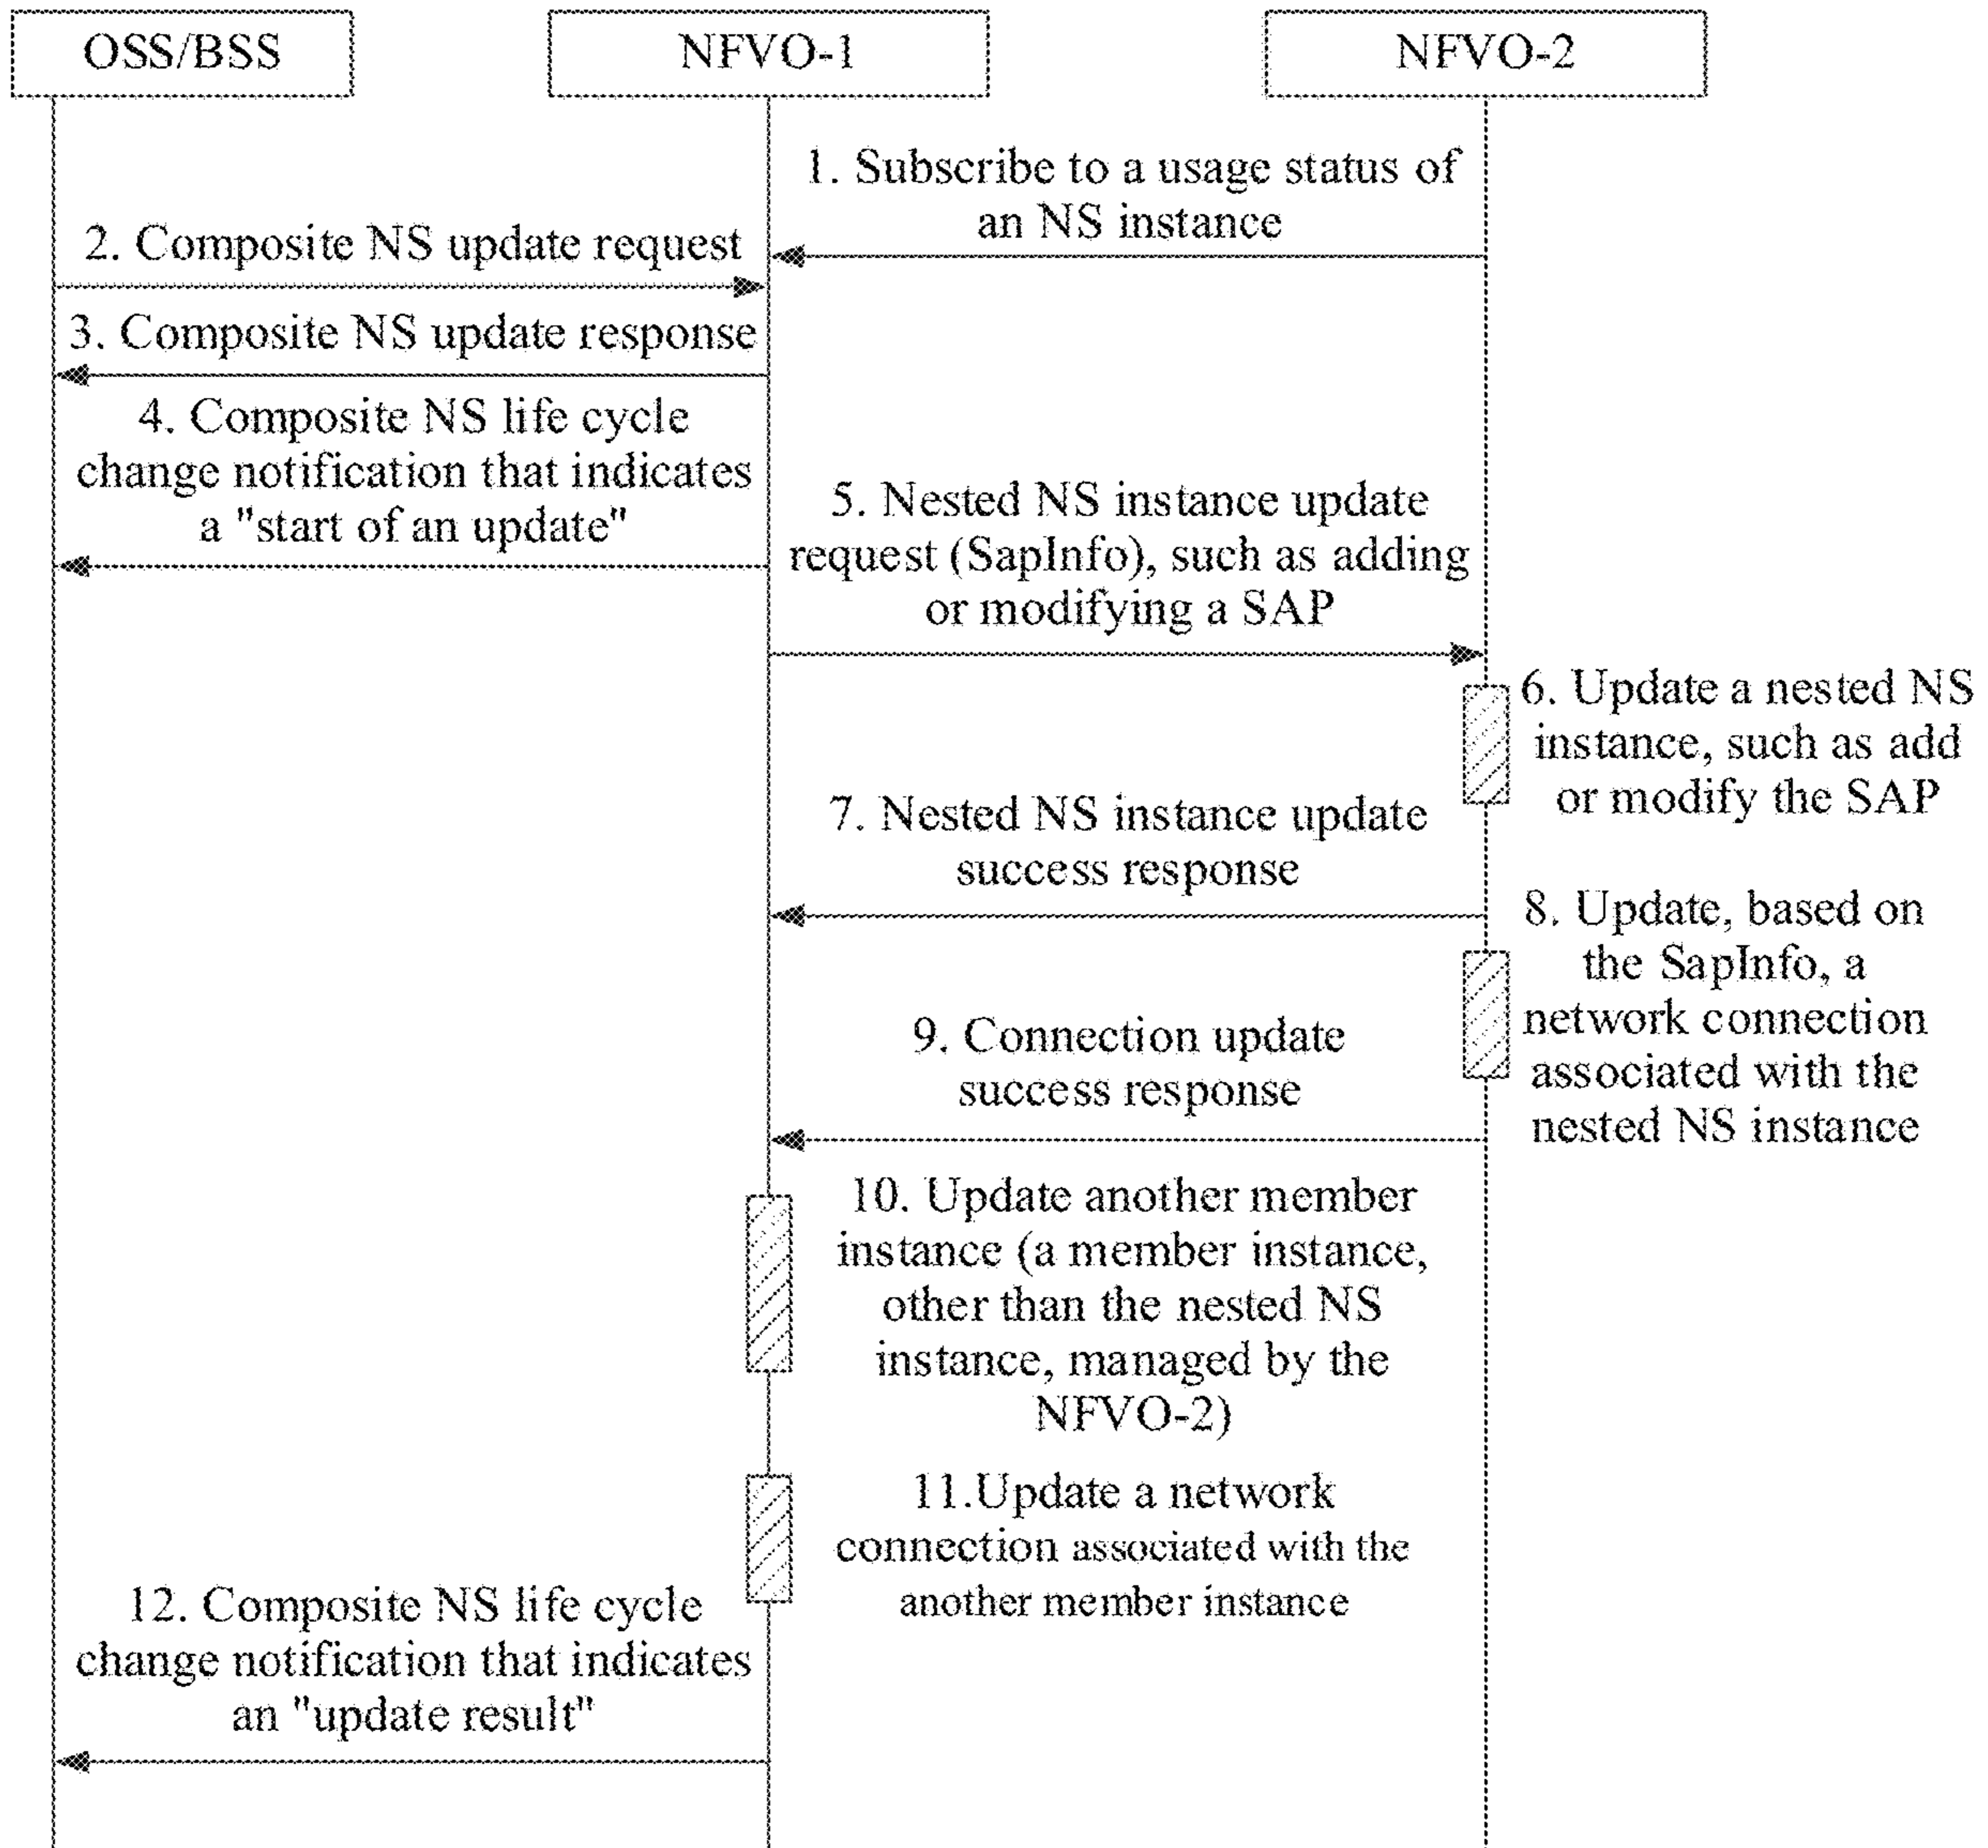 OSS/BSS
NFVO-1
NFVO-2
1. Subscribe to a usage status of
an NS instance
2. Composite NS update request
3. Composite NS update response
4. Composite NS life cycle
change notification that indicates
a "start of an update"
5. Nested NS instance update
request (SapInfo), such as adding
or modifying a SAP
6. Update a nested NS
instance, such as add
or modify the SAP
7. Nested NS instance update
success response
8. Update, based on
the SapInfo, a
network connection
associated with the
nested NS instance
9. Connection update
success response
10. Update another member
instance (a member instance,
other than the nested NS
instance, managed by the
NFVO-2)
11.Update a network
connection associated with the
another member instance
12. Composite NS life cycle
change notification that indicates
an "update result"